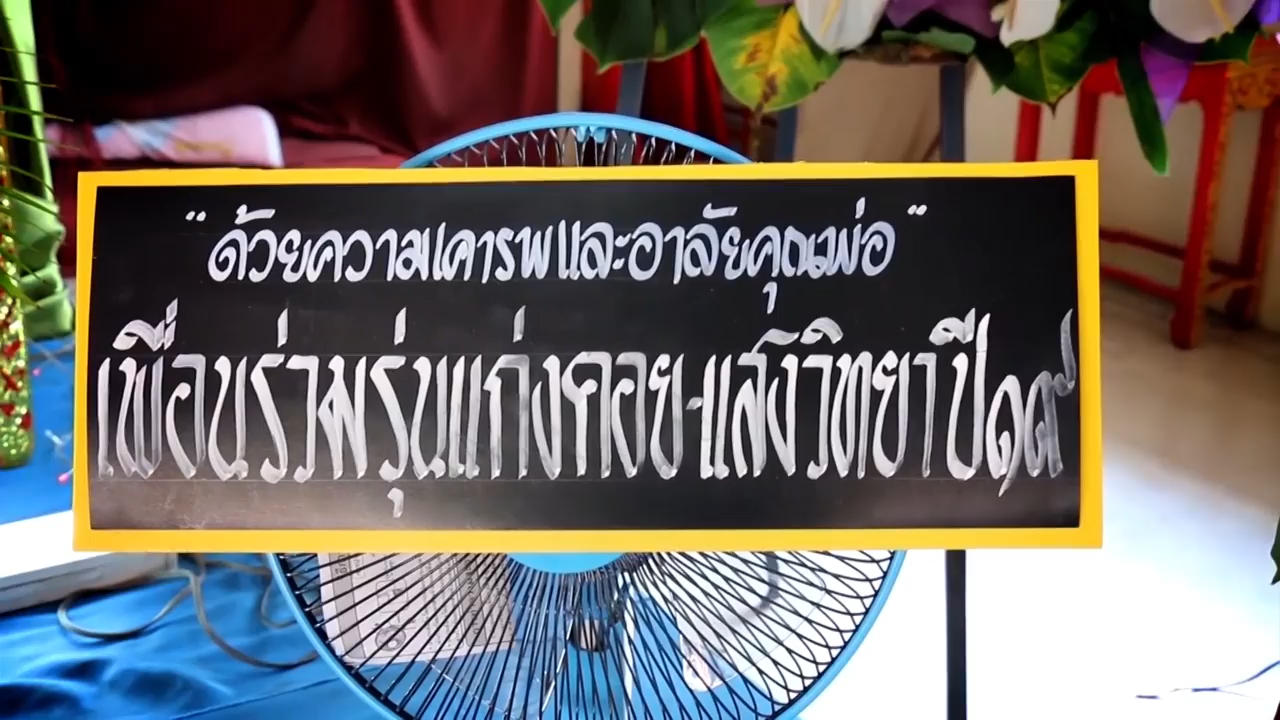 "ด้วยความเคารพและอาลัยคุณพ่อ"
เพื่อนร่วมรุ่นแก่งคอย-แสงวิทยาปี๑๙